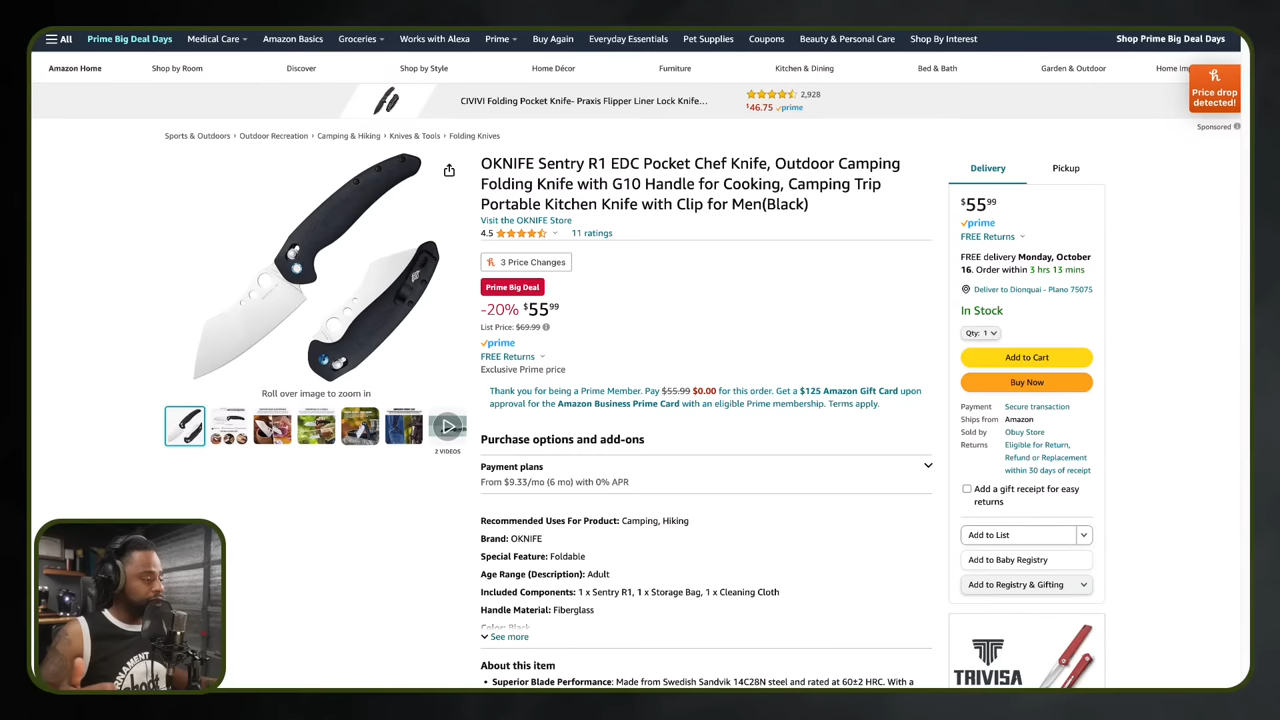 All
Prime Big Deal Days
Medical Care
Amazon Basics
Groceries
Works with Alexa
Prime
Buy Again
Everyday Essentials
Pet Supplies
Coupons
Beauty & Personal Care
Shop By Interest
Shop Prime Big Deal Days
Amazon Home
Shop by Room
Discover
Shop by Style
Home Décor
Furniture
Kitchen & Dining
Bed & Bath
Garden & Outdoor
Home Im
Price drop
detected!
CIVIVI Folding Pocket Knife- Praxis Flipper Liner Lock Knife...
2,928
$46.75 prime
Sponsored
Sports & Outdoors › Outdoor Recreation › Camping & Hiking › Knives & Tools › Folding Knives
OKNIFE Sentry R1 EDC Pocket Chef Knife, Outdoor Camping
Folding Knife with G10 Handle for Cooking, Camping Trip
Portable Kitchen Knife with Clip for Men(Black)
Visit the OKNIFE Store
4.5
11 ratings
3 Price Changes
Prime Big Deal
-20% $5599
List Price: $69.99
prime
FREE Returns
Exclusive Prime price
Thank you for being a Prime Member. Pay $55.99 $0.00 for this order. Get a $125 Amazon Gift Card upon
approval for the Amazon Business Prime Card with an eligible Prime membership. Terms apply.
Roll over image to zoom in
2 VIDEOS
Purchase options and add-ons
Payment plans
From $9.33/mo (6 mo) with 0% APR
Recommended Uses For Product: Camping, Hiking
Brand: OKNIFE
Special Feature: Foldable
Age Range (Description): Adult
Included Components: 1 x Sentry R1, 1 x Storage Bag, 1 x Cleaning Cloth
Handle Material: Fiberglass
Color: Black
See more
About this item
• Superior Blade Performance: Made from Swedish Sandvik 14C28N steel and rated at 60±2 HRC. With a
Delivery
Pickup
$5599
prime
FREE Returns
FREE delivery Monday, October
16. Order within 3 hrs 13 mins
Deliver to Dionquai - Plano 75075
In Stock
Qty: 1
Add to Cart
Buy Now
Payment Secure transaction
Ships from Amazon
Sold by Obuy Store
Returns Eligible for Return,
Refund or Replacement
within 30 days of receipt
Add a gift receipt for easy
returns
Add to List
Add to Baby Registry
Add to Registry & Gifting
TRIVISA